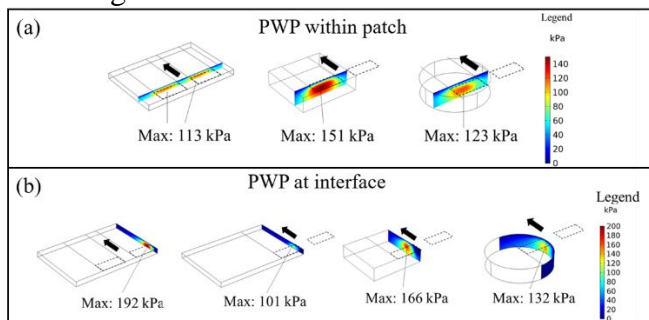 (a)
PWP within patch
Legend
kPa
140
120
100
80
60
40
20
0
Max: 113 kPa
Max: 151 kPa
Max: 123 kPa
(b)
PWP at interface
Legend
kPa
200
180
160
140
120
100
80
60
40
20
0
Max: 192 kPa
Max: 101 kPa
Max: 166 kPa
Max: 132 kPa